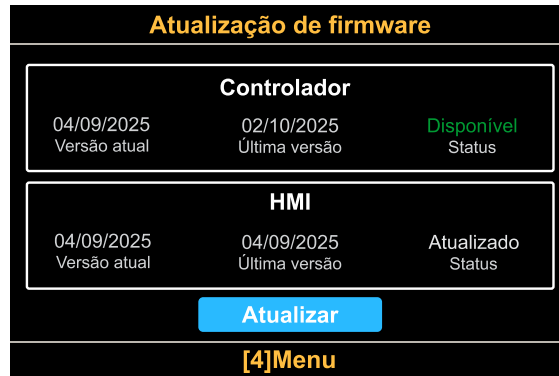 Atualização de firmware
Controlador
04/09/2025 02/10/2025 Disponível
Versão atual Última versão Status
HMI
04/09/2025 04/09/2025 Atualizado
Versão atual Última versão Status
Atualizar
[4]Menu